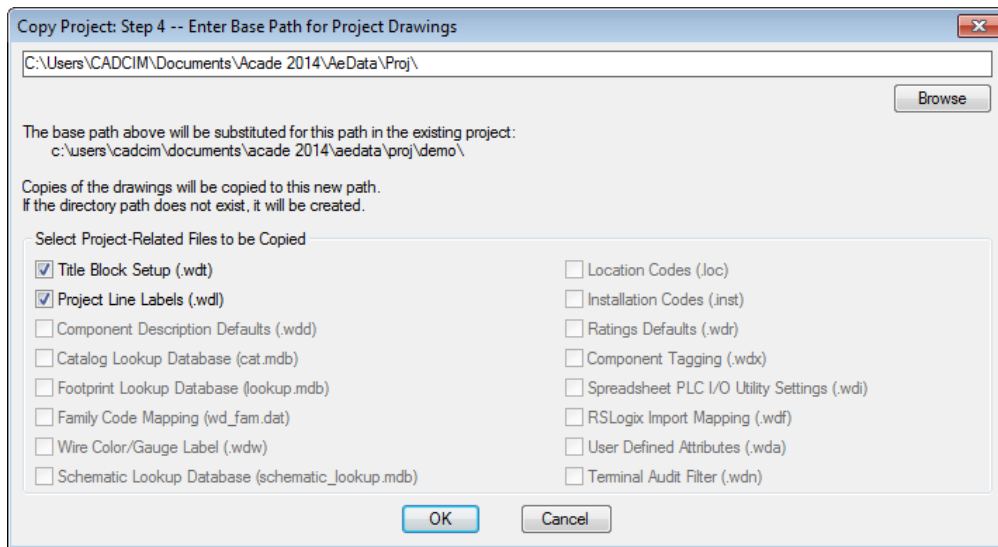 Copy Project: Step 4 -- Enter Base Path for Project Drawings
C:\Users\CADCIM\Documents\Acade 2014\AeData\Proj\
Browse
The base path above will be substituted for this path in the existing project:
c:\users\cadcim\documents\acade 2014\aedata\proj\demo\
Copies of the drawings will be copied to this new path.
If the directory path does not exist, it will be created.
Select Project-Related Files to be Copied
Title Block Setup (.wdt)
Project Line Labels (.wdl)
Component Description Defaults (.wdd)
Catalog Lookup Database (cat.mdb)
Footprint Lookup Database (lookup.mdb)
Family Code Mapping (wd_fam.dat)
Wire Color/Gauge Label (.wdw)
Schematic Lookup Database (schematic_lookup.mdb)
Location Codes (.loc)
Installation Codes (.inst)
Ratings Defaults (.wdr)
Component Tagging (.wdx)
Spreadsheet PLC I/O Utility Settings (.wdi)
RSLogix Import Mapping (.wdf)
User Defined Attributes (.wda)
Terminal Audit Filter (.wdn)
OK
Cancel